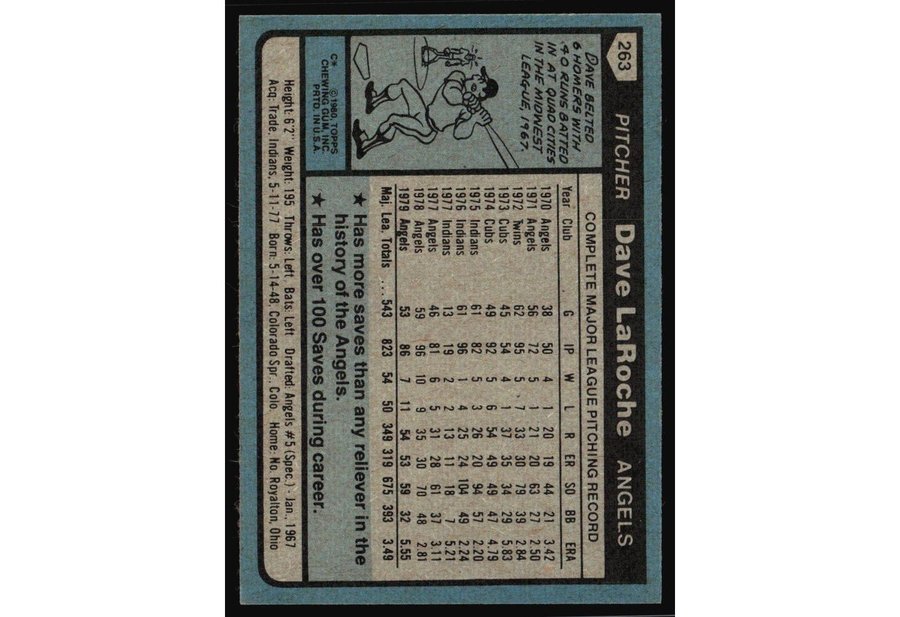 263 PITCHER Dave LaRoche ANGELS
DAVE BELTED
6 HOMERS WITH
40 RUNS BATTED
IN AT QUAD CITIES
IN THE MIDWEST
LEAGUE, 1967.
C* ©1980, TOPPS
CHEWING GUM, INC.
PRTD. IN U.S.A.
COMPLETE MAJOR LEAGUE PITCHING RECORD
Year Club G IP W L R ER SO BB ERA
1970 Angels 38 50 4 1 20 19 44 21 3.42
1971 Angels 56 72 5 1 21 20 63 27 2.50
1972 Twins 62 95 5 7 33 30 79 39 2.84
1973 Cubs 45 54 4 1 37 35 34 29 5.83
1974 Cubs 49 92 5 6 54 49 49 47 4.79
1975 Indians 61 82 5 3 26 20 94 57 2.20
1976 Indians 61 96 1 4 25 24 104 49 2.24
1977 Indians 13 19 2 2 13 11 18 7 5.21
1977 Angels 46 81 6 5 31 28 61 37 3.11
1978 Angels 59 96 10 9 35 30 70 48 2.81
1979 Angels 53 86 7 11 54 53 59 32 5.55
Maj. Lea. Totals ... 543 823 54 50 349 319 675 393 3.49
★ Has more saves than any reliever in the
history of the Angels.
★ Has over 100 Saves during career.
Height: 6'2" Weight: 195 Throws: Left Bats: Left Drafted: Angels #5 (Spec.) - Jan., 1967
Acq: Trade, Indians, 5-11-77 Born: 5-14-48, Colorado Spr., Colo. Home: No. Royalton, Ohio